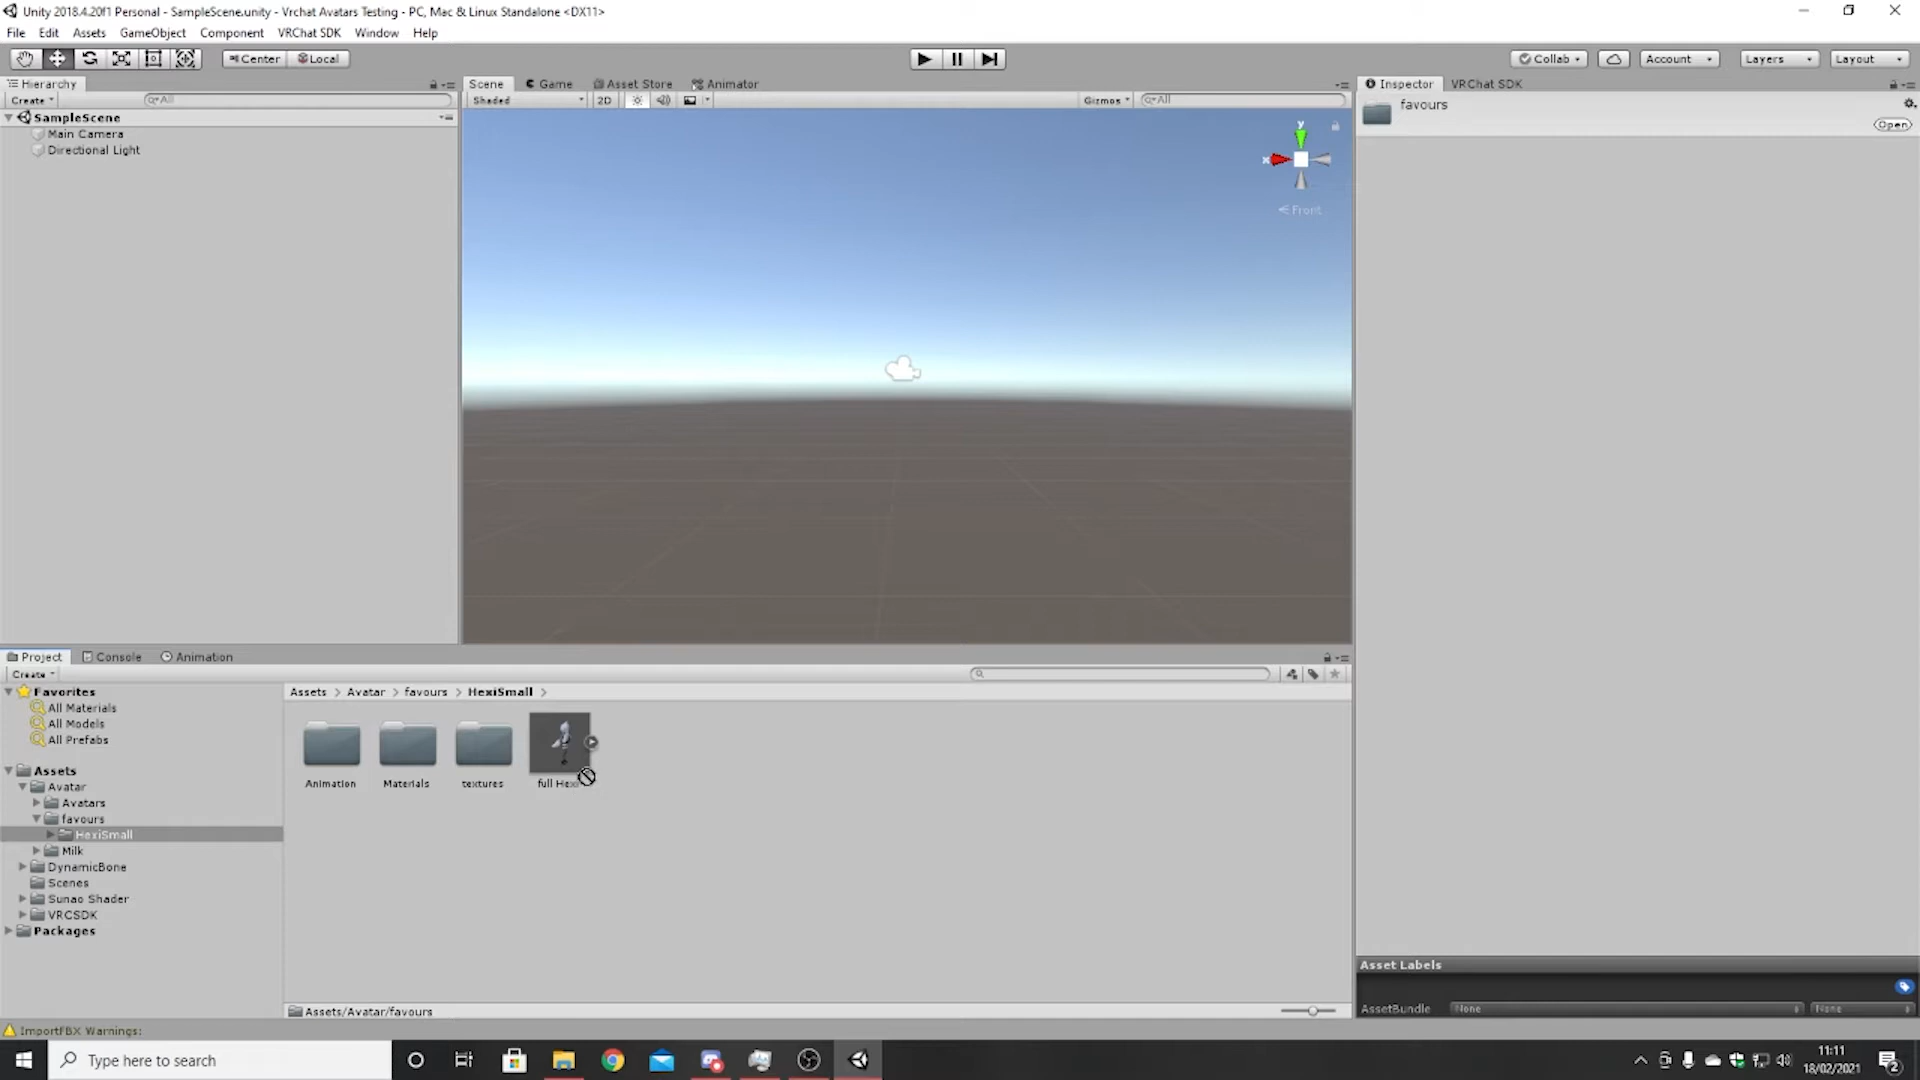 Unity 2018.4.20f1 Personal - SampleScene.unity - Vrchat Avatars Testing - PC, Mac & Linux Standalone <DX11>
File Edit Assets GameObject Component VRChat SDK Window Help
Center Local Collab Account Layers Layout
Hierarchy
Create All
SampleScene
Main Camera
Directional Light
Scene Game Asset Store Animator
Shaded 2D Gizmos All
y
x
Front
Inspector VRChat SDK
favours
Open
Project Console Animation
Create
Favorites
All Materials
All Models
All Prefabs
Assets
Avatar
Avatars
favours
HexiSmall
Milk
DynamicBone
Scenes
Sunao Shader
VRCSDK
Packages
Assets > Avatar > favours > HexiSmall >
Animation Materials textures full Hexi
Assets/Avatar/favours
Asset Labels
AssetBundle None None
ImportFBX Warnings:
Type here to search
11:11
18/02/2021
2